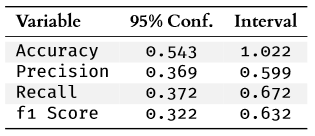 Variable 95% Conf. Interval
Accuracy 0.543 1.022
Precision 0.369 0.599
Recall 0.372 0.672
f1 Score 0.322 0.632